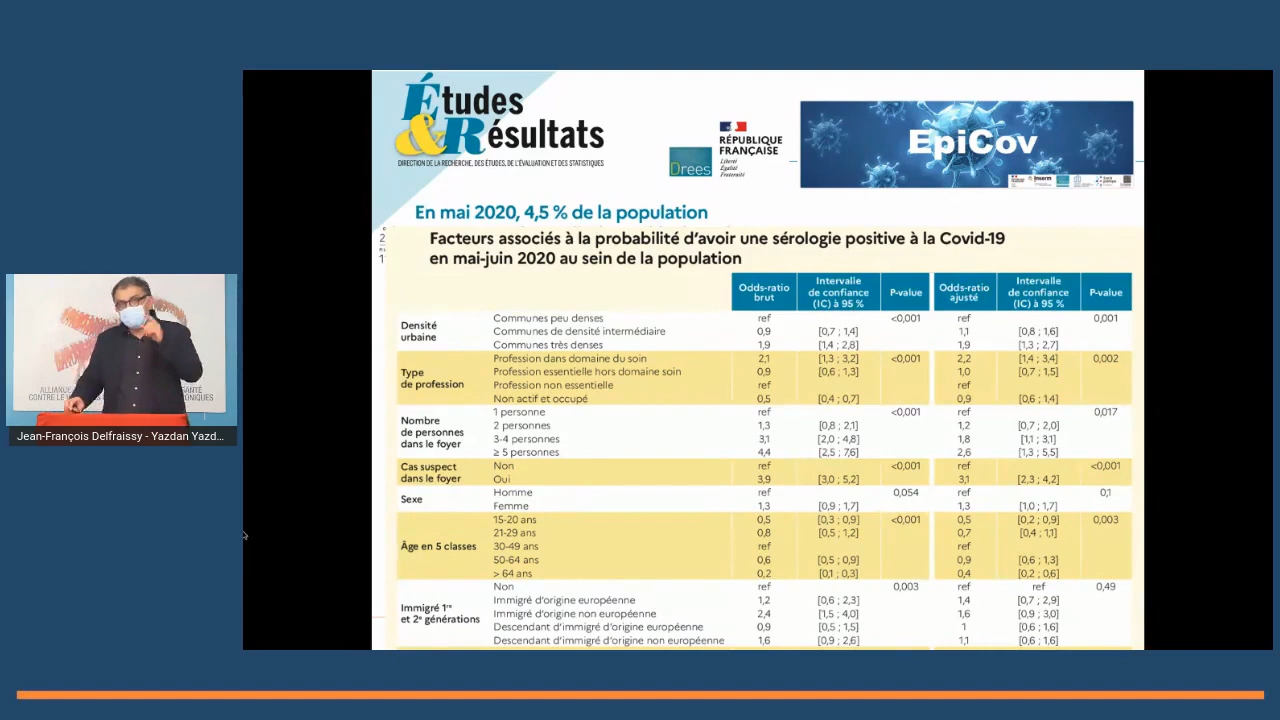 Études
& Résultats
DIRECTION DE LA RECHERCHE, DES ÉTUDES, DE L'ÉVALUATION ET DES STATISTIQUES
Drees
RÉPUBLIQUE
FRANÇAISE
Liberté
Égalité
Fraternité
EpiCov
Inserm
En mai 2020, 4,5 % de la population
Facteurs associés à la probabilité d'avoir une sérologie positive à la Covid-19
en mai-juin 2020 au sein de la population
Odds-ratio brut Intervalle de confiance (IC) à 95 % P-value Odds-ratio ajusté Intervalle de confiance (IC) à 95 % P-value
Densité urbaine
Communes peu denses ref <0,001 ref 0,001
Communes de densité intermédiaire 0,9 [0,7 ; 1,4] 1,1 [0,8 ; 1,6]
Communes très denses 1,9 [1,4 ; 2,8] 1,9 [1,3 ; 2,7]
Type de profession
Profession dans domaine du soin 2,1 [1,3 ; 3,2] <0,001 2,2 [1,4 ; 3,4] 0,002
Profession essentielle hors domaine soin 0,9 [0,6 ; 1,3] 1,0 [0,7 ; 1,5]
Profession non essentielle ref ref
Non actif et occupé 0,5 [0,4 ; 0,7] 0,9 [0,6 ; 1,4]
Nombre de personnes dans le foyer
1 personne ref <0,001 ref 0,017
2 personnes 1,3 [0,8 ; 2,1] 1,2 [0,7 ; 2,0]
3-4 personnes 3,1 [2,0 ; 4,8] 1,8 [1,1 ; 3,1]
≥ 5 personnes 4,4 [2,5 ; 7,6] 2,6 [1,3 ; 5,5]
Cas suspect dans le foyer
Non ref <0,001 ref <0,001
Oui 3,9 [3,0 ; 5,2] 3,1 [2,3 ; 4,2]
Sexe
Homme ref 0,054 ref 0,1
Femme 1,3 [0,9 ; 1,7] 1,3 [1,0 ; 1,7]
Âge en 5 classes
15-20 ans 0,5 [0,3 ; 0,9] <0,001 0,5 [0,2 ; 0,9] 0,003
21-29 ans 0,8 [0,5 ; 1,2] 0,7 [0,4 ; 1,1]
30-49 ans ref ref
50-64 ans 0,6 [0,5 ; 0,9] 0,9 [0,6 ; 1,3]
> 64 ans 0,2 [0,1 ; 0,3] 0,4 [0,2 ; 0,6]
Immigré 1re et 2e générations
Non 0,003 ref ref 0,49
Immigré d'origine européenne 1,2 [0,6 ; 2,3] 1,4 [0,7 ; 2,9]
Immigré d'origine non européenne 2,4 [1,5 ; 4,0] 1,6 [0,9 ; 3,0]
Descendant d'immigré d'origine européenne 0,9 [0,5 ; 1,5] 1 [0,6 ; 1,6]
Descendant d'immigré d'origine non européenne 1,6 [0,9 ; 2,6] 1,1 [0,6 ; 1,6]
Jean-François Delfraissy - Yazdan Yazd...